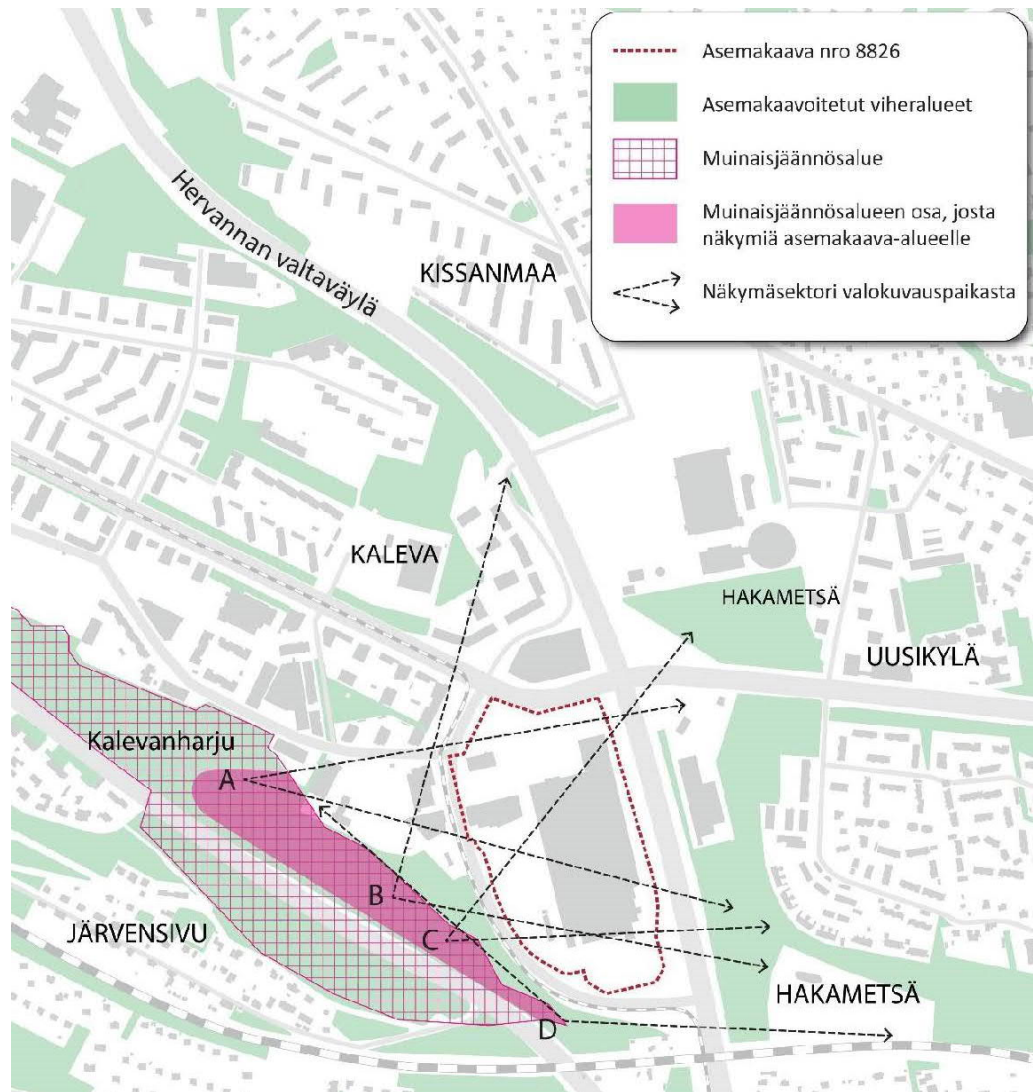 Asemakaava nro 8826
Asemakaavoitetut viheralueet
Muinaisjäännösalue
Muinaisjäännösalueen osa, josta
näkymiä asemakaava-alueelle
Näkymäsektori valokuvauspaikasta
Hervannan valtaväylä
KISSANMAA
KALEVA
HAKAMETSÄ
UUSIKYLÄ
Kalevanharju
A
B
C
JÄRVENSIVU
HAKAMETSÄ
D